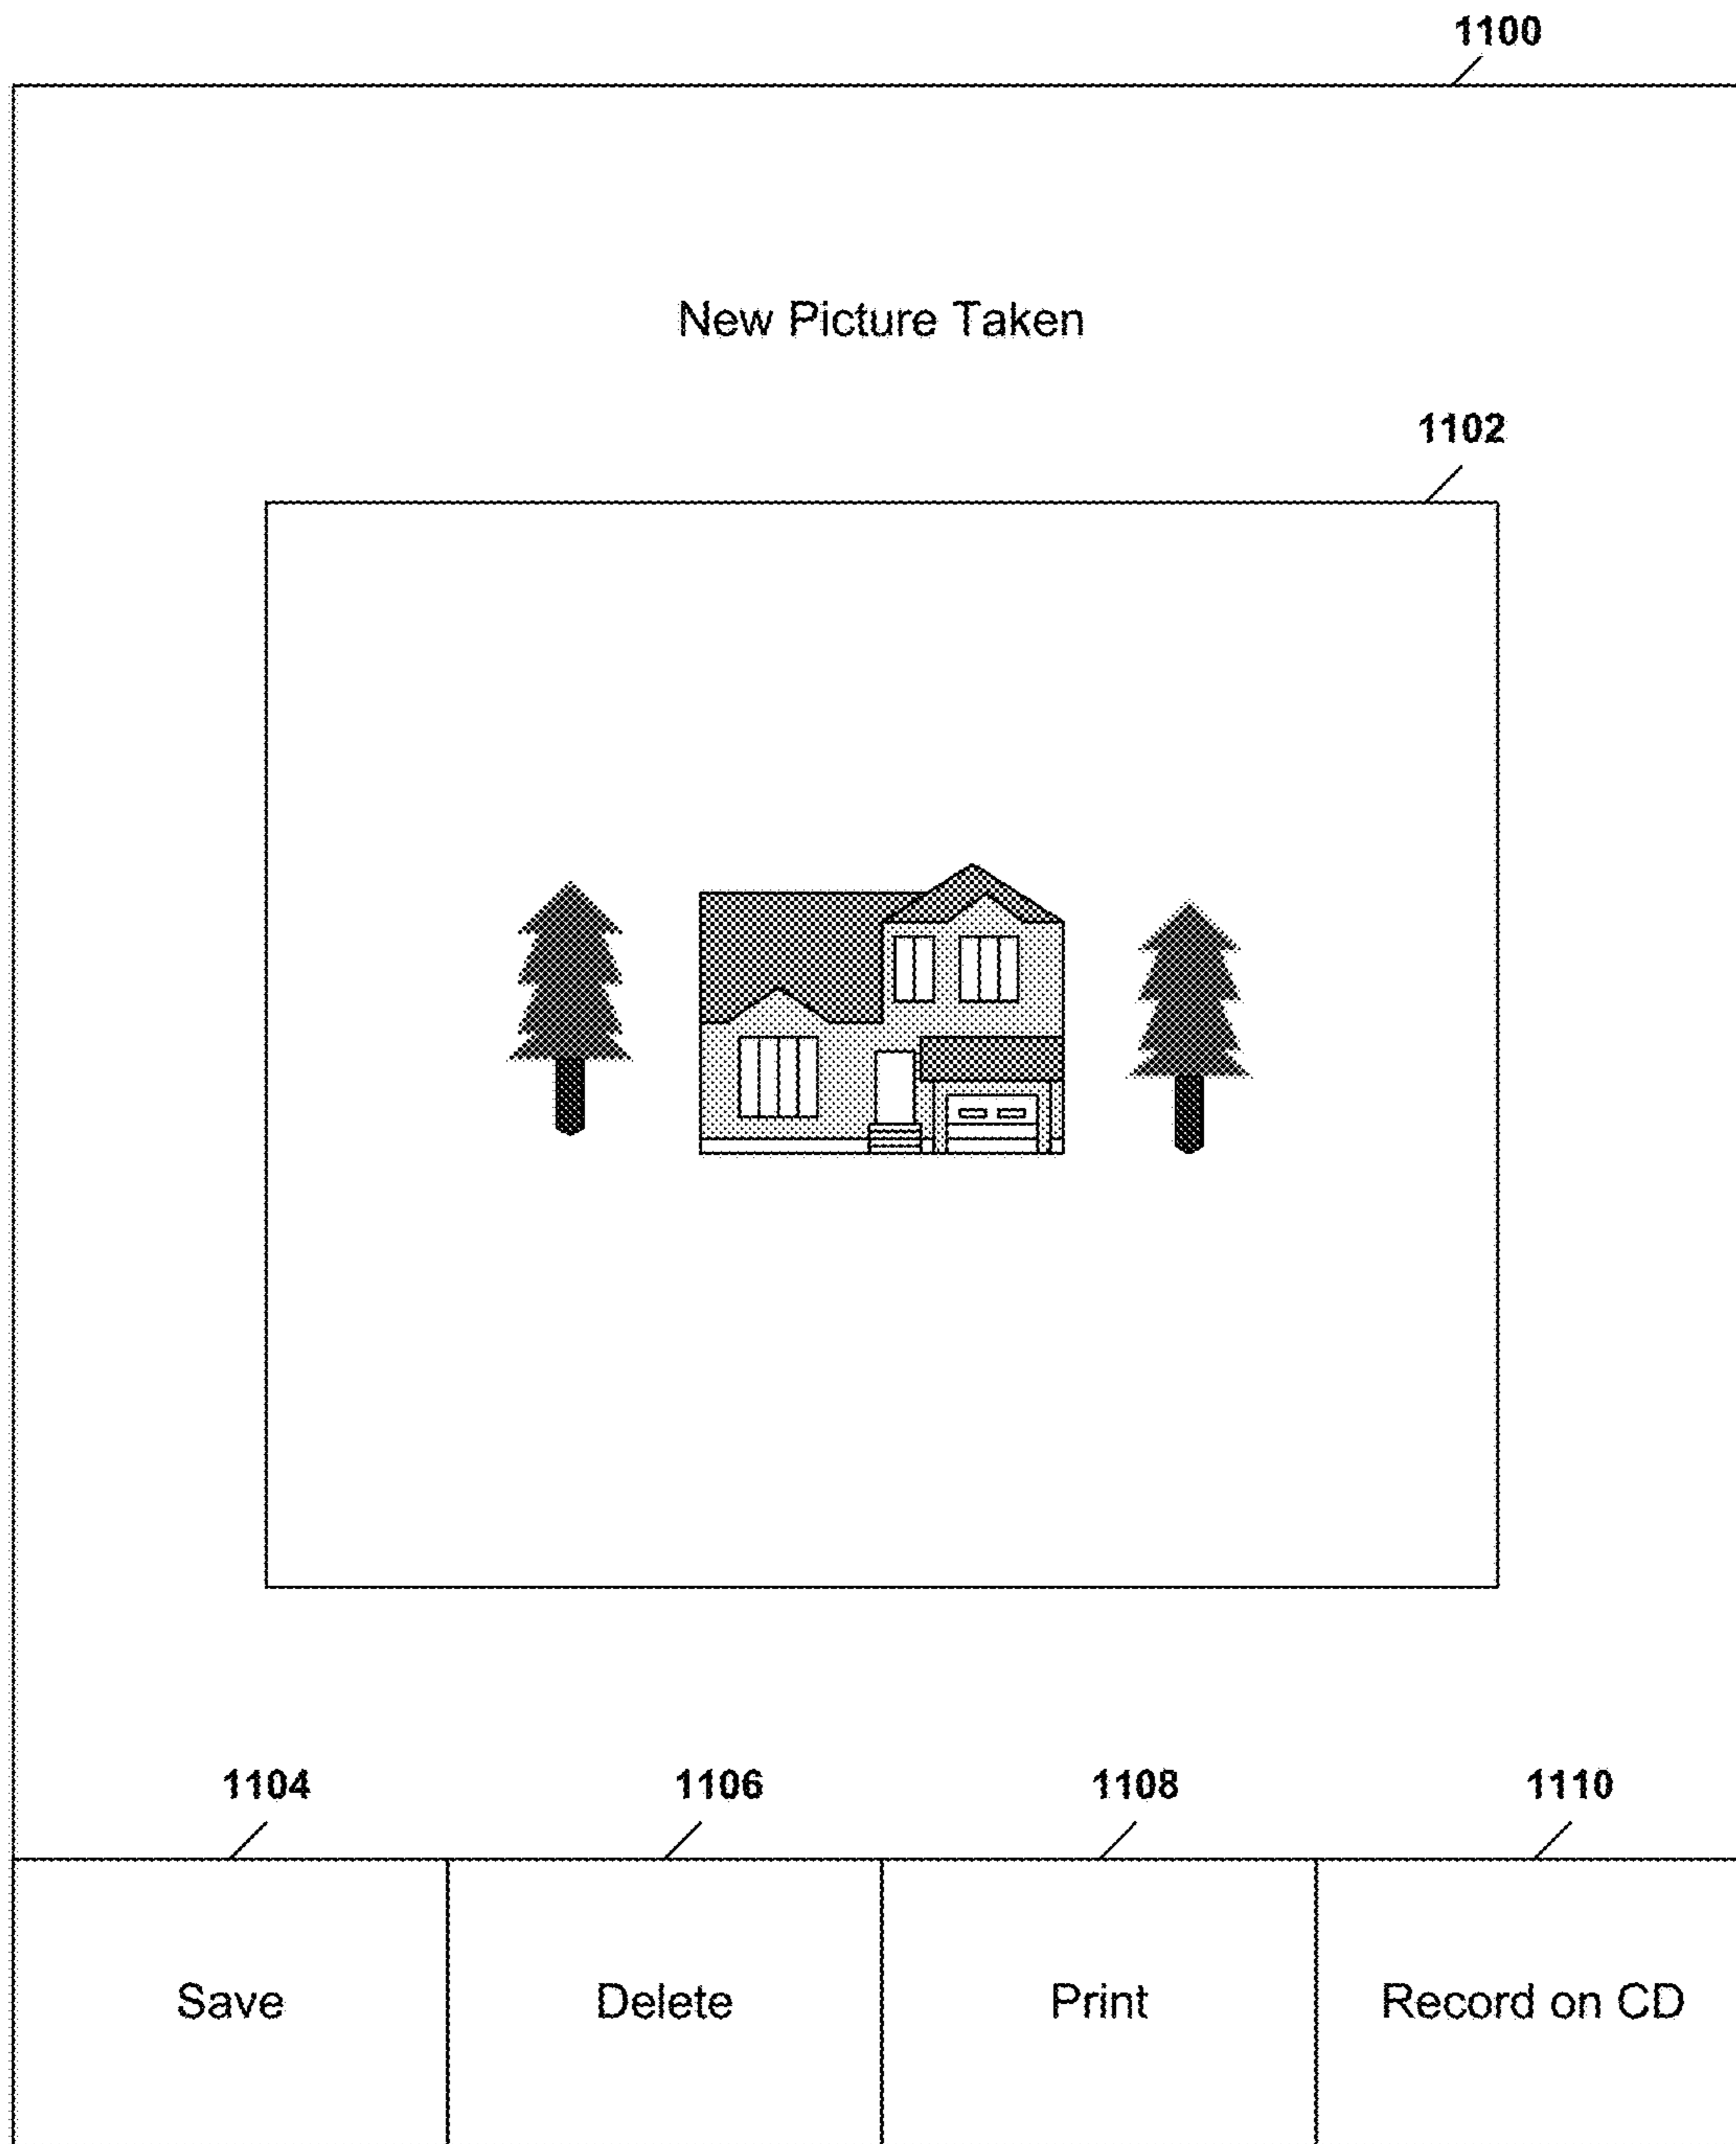 1100
New Picture Taken
1102
1104 1106 1108 1110
Save Delete Print Record on CD